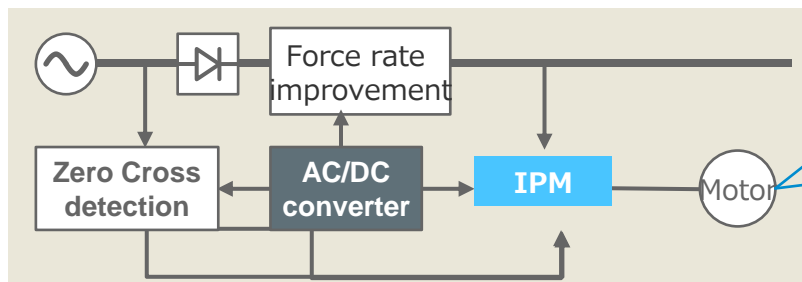 Force rate
improvement
Zero Cross
detection
AC/DC
converter
IPM
Motor